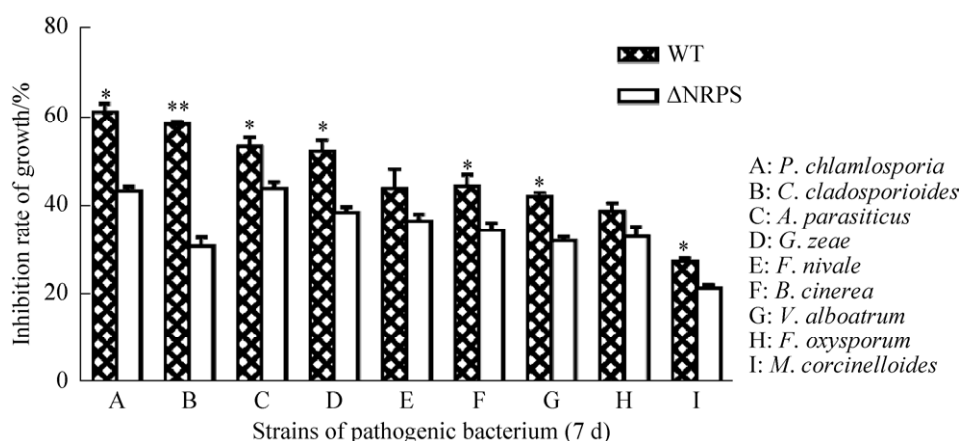 80
60
40
20
0
Inhibition rate of growth/%
WT
ΔNRPS
*
**
*
*
*
*
*
A
B
C
D
E
F
G
H
I
Strains of pathogenic bacterium (7 d)
A: P. chlamlosporia
B: C. cladosporioides
C: A. parasiticus
D: G. zeae
E: F. nivale
F: B. cinerea
G: V. alboatrum
H: F. oxysporum
I: M. corcinelloides